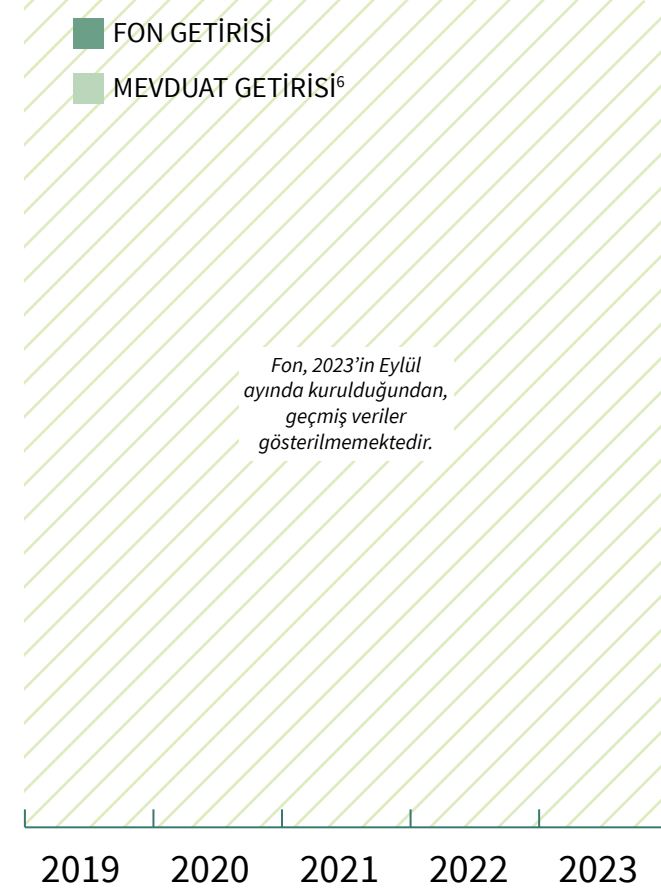 FON GETİRİSİ
MEVDUAT GETİRİSİ⁶
Fon, 2023’in Eylül
ayında kurulduğundan,
geçmiş veriler
gösterilmemektedir.
2019 2020 2021 2022 2023